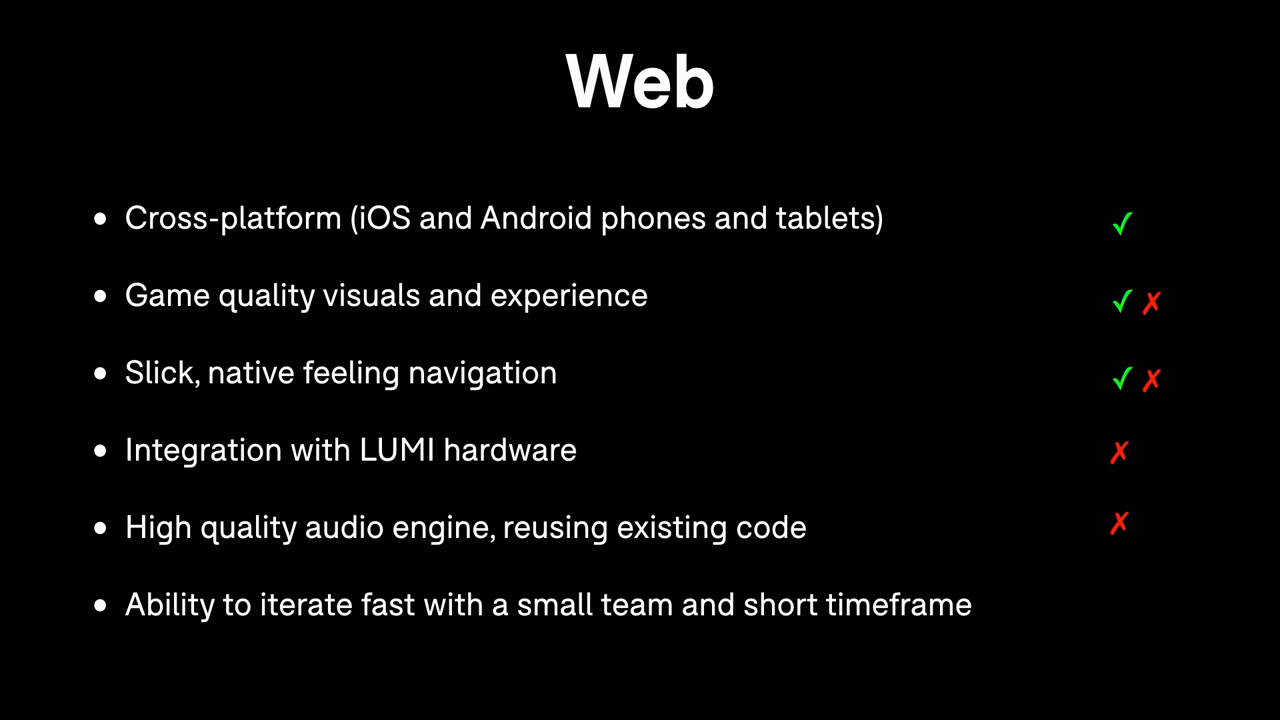 Web
• Cross-platform (iOS and Android phones and tablets) ✓
• Game quality visuals and experience ✓ ✗
• Slick, native feeling navigation ✓ ✗
• Integration with LUMI hardware ✗
• High quality audio engine, reusing existing code ✗
• Ability to iterate fast with a small team and short timeframe